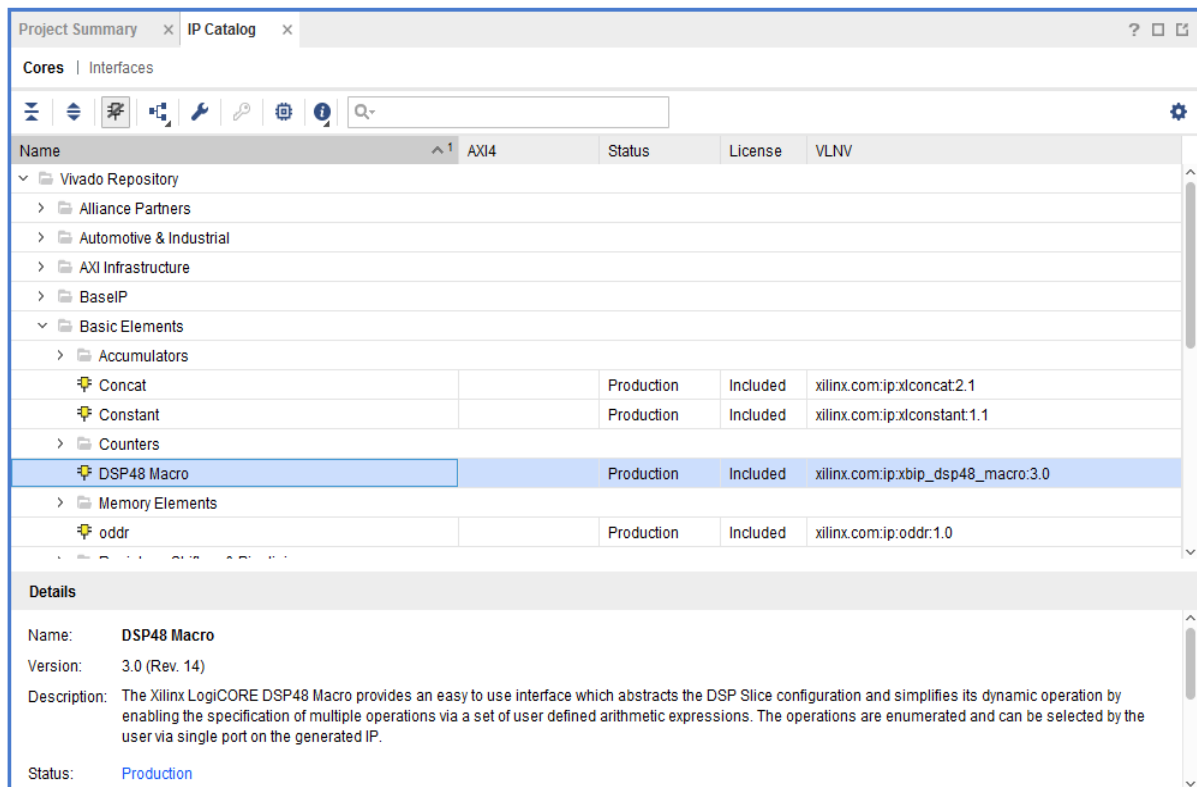 Project Summary × IP Catalog × ?
Cores | Interfaces
Name 1 AXI4 Status License VLNV
Vivado Repository
Alliance Partners
Automotive & Industrial
AXI Infrastructure
BaseIP
Basic Elements
Accumulators
Concat Production Included xilinx.com:ip:xlconcat:2.1
Constant Production Included xilinx.com:ip:xlconstant:1.1
Counters
DSP48 Macro Production Included xilinx.com:ip:xbip_dsp48_macro:3.0
Memory Elements
oddr Production Included xilinx.com:ip:oddr:1.0
Details
Name: DSP48 Macro
Version: 3.0 (Rev. 14)
Description: The Xilinx LogiCORE DSP48 Macro provides an easy to use interface which abstracts the DSP Slice configuration and simplifies its dynamic operation by
enabling the specification of multiple operations via a set of user defined arithmetic expressions. The operations are enumerated and can be selected by the
user via single port on the generated IP.
Status: Production